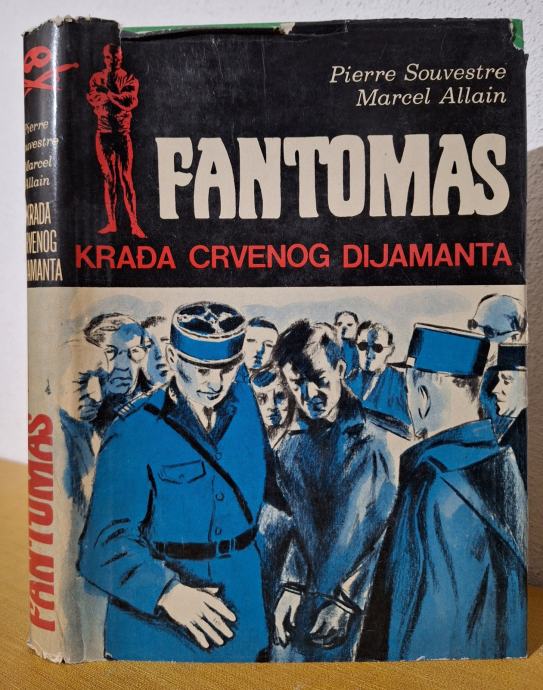 Pierre Souvestre
Marcel Allain
FANTOMAS
KRAĐA CRVENOG DIJAMANTA
Pierre
Souvestre
Marcel
Allain
KRAĐA
CRVENOG
DIJAMANTA
FANTOMAS